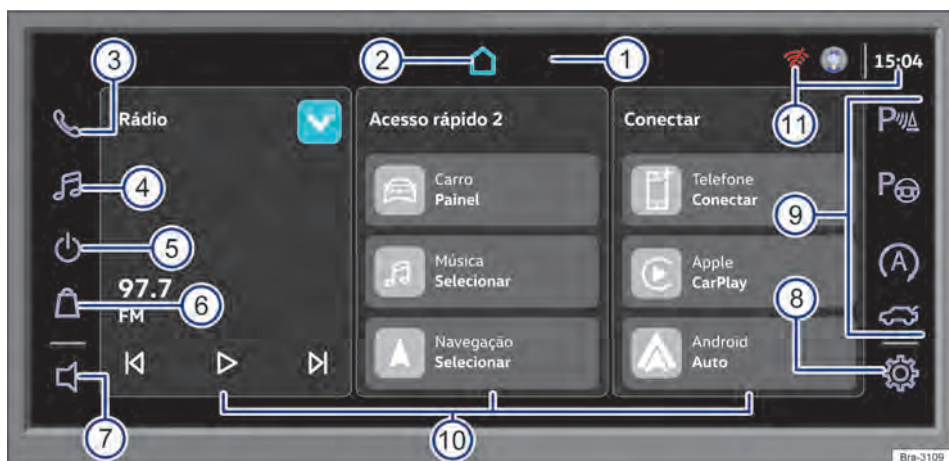 3
2
1
15:04
11
Rádio
Acesso rápido 2
Conectar
P
4
Carro
Painel
Telefone
Conectar
P
9
5
Música
Selecionar
Apple
CarPlay
A
97.7
FM
6
8
Navegação
Selecionar
Android
Auto
7
10
Bra-3109